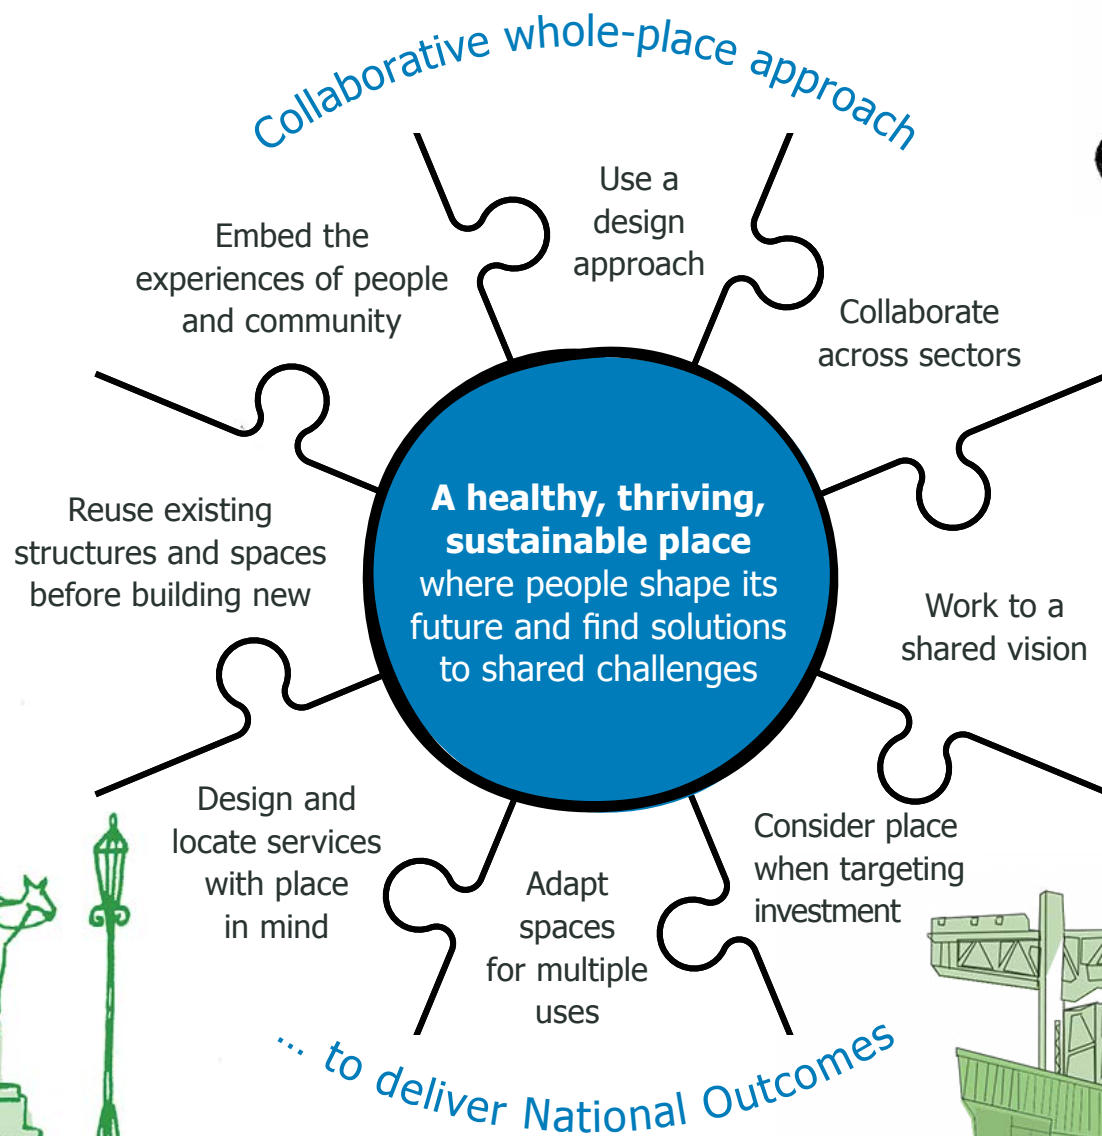 Collaborative whole-place approach
Use a
design
approach
Embed the
experiences of people
and community
Collaborate
across sectors
Reuse existing
structures and spaces
before building new
A healthy, thriving,
sustainable place
where people shape its
future and find solutions
to shared challenges
Work to a
shared vision
Design and
locate services
with place
in mind
Adapt
spaces
for multiple
uses
Consider place
when targeting
investment
... to deliver National Outcomes